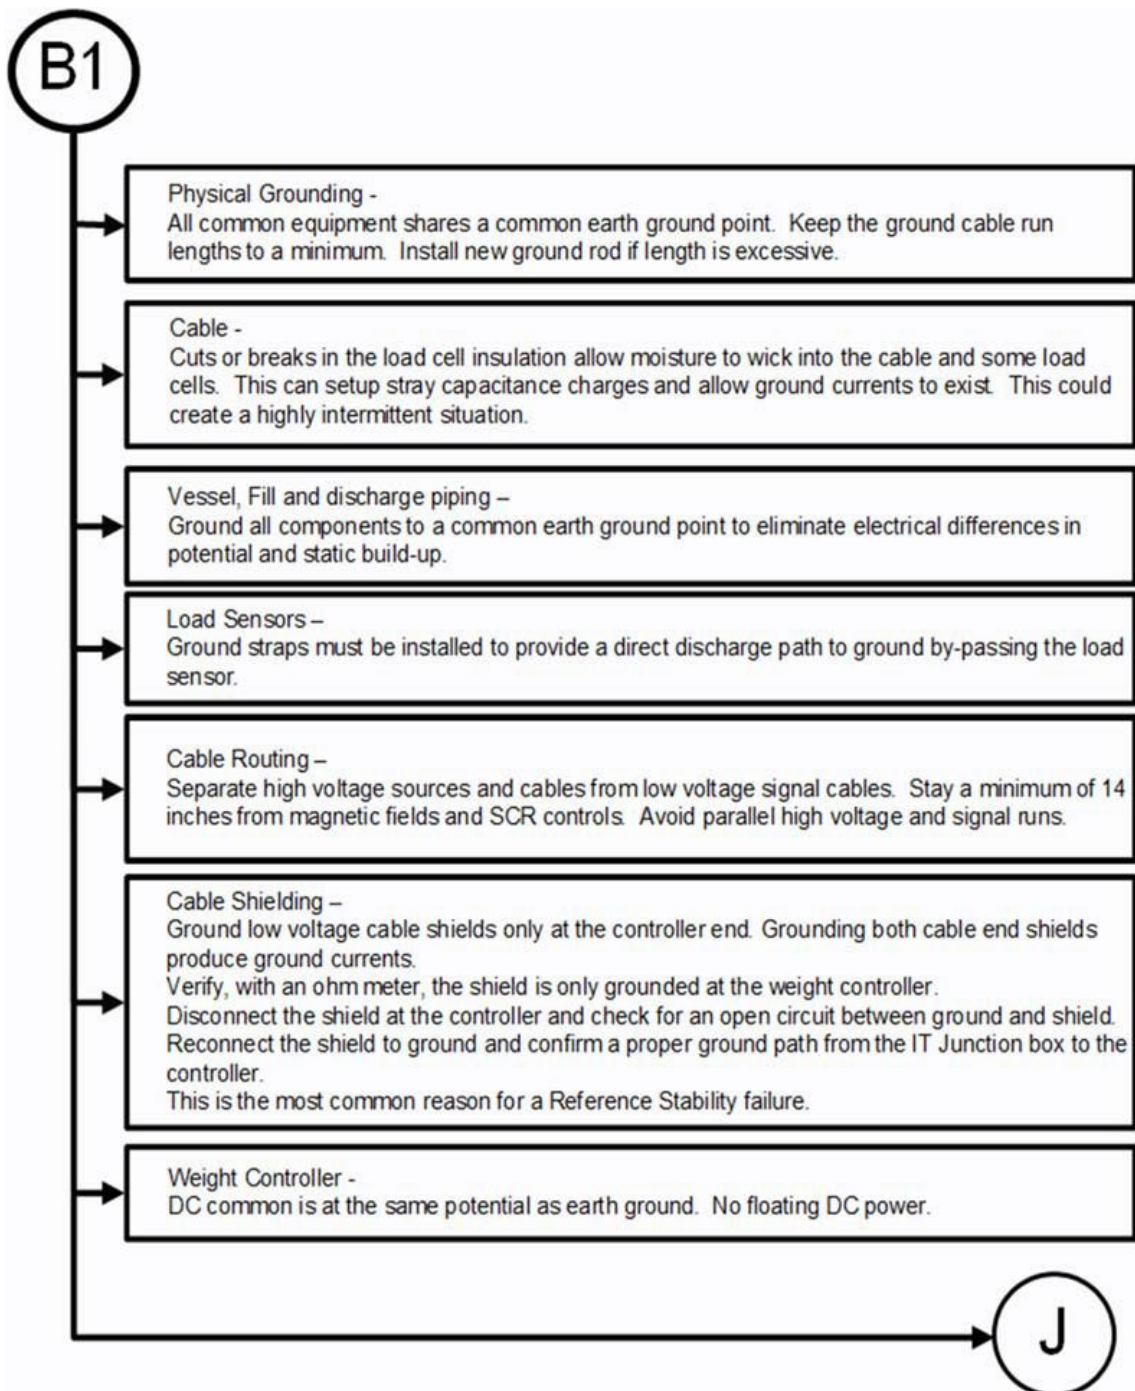 B1
Physical Grounding -
All common equipment shares a common earth ground point. Keep the ground cable run
lengths to a minimum. Install new ground rod if length is excessive.
Cable -
Cuts or breaks in the load cell insulation allow moisture to wick into the cable and some load
cells. This can setup stray capacitance charges and allow ground currents to exist. This could
create a highly intermittent situation.
Vessel, Fill and discharge piping –
Ground all components to a common earth ground point to eliminate electrical differences in
potential and static build-up.
Load Sensors –
Ground straps must be installed to provide a direct discharge path to ground by-passing the load
sensor.
Cable Routing –
Separate high voltage sources and cables from low voltage signal cables. Stay a minimum of 14
inches from magnetic fields and SCR controls. Avoid parallel high voltage and signal runs.
Cable Shielding –
Ground low voltage cable shields only at the controller end. Grounding both cable end shields
produce ground currents.
Verify, with an ohm meter, the shield is only grounded at the weight controller.
Disconnect the shield at the controller and check for an open circuit between ground and shield.
Reconnect the shield to ground and confirm a proper ground path from the IT Junction box to the
controller.
This is the most common reason for a Reference Stability failure.
Weight Controller -
DC common is at the same potential as earth ground. No floating DC power.
J